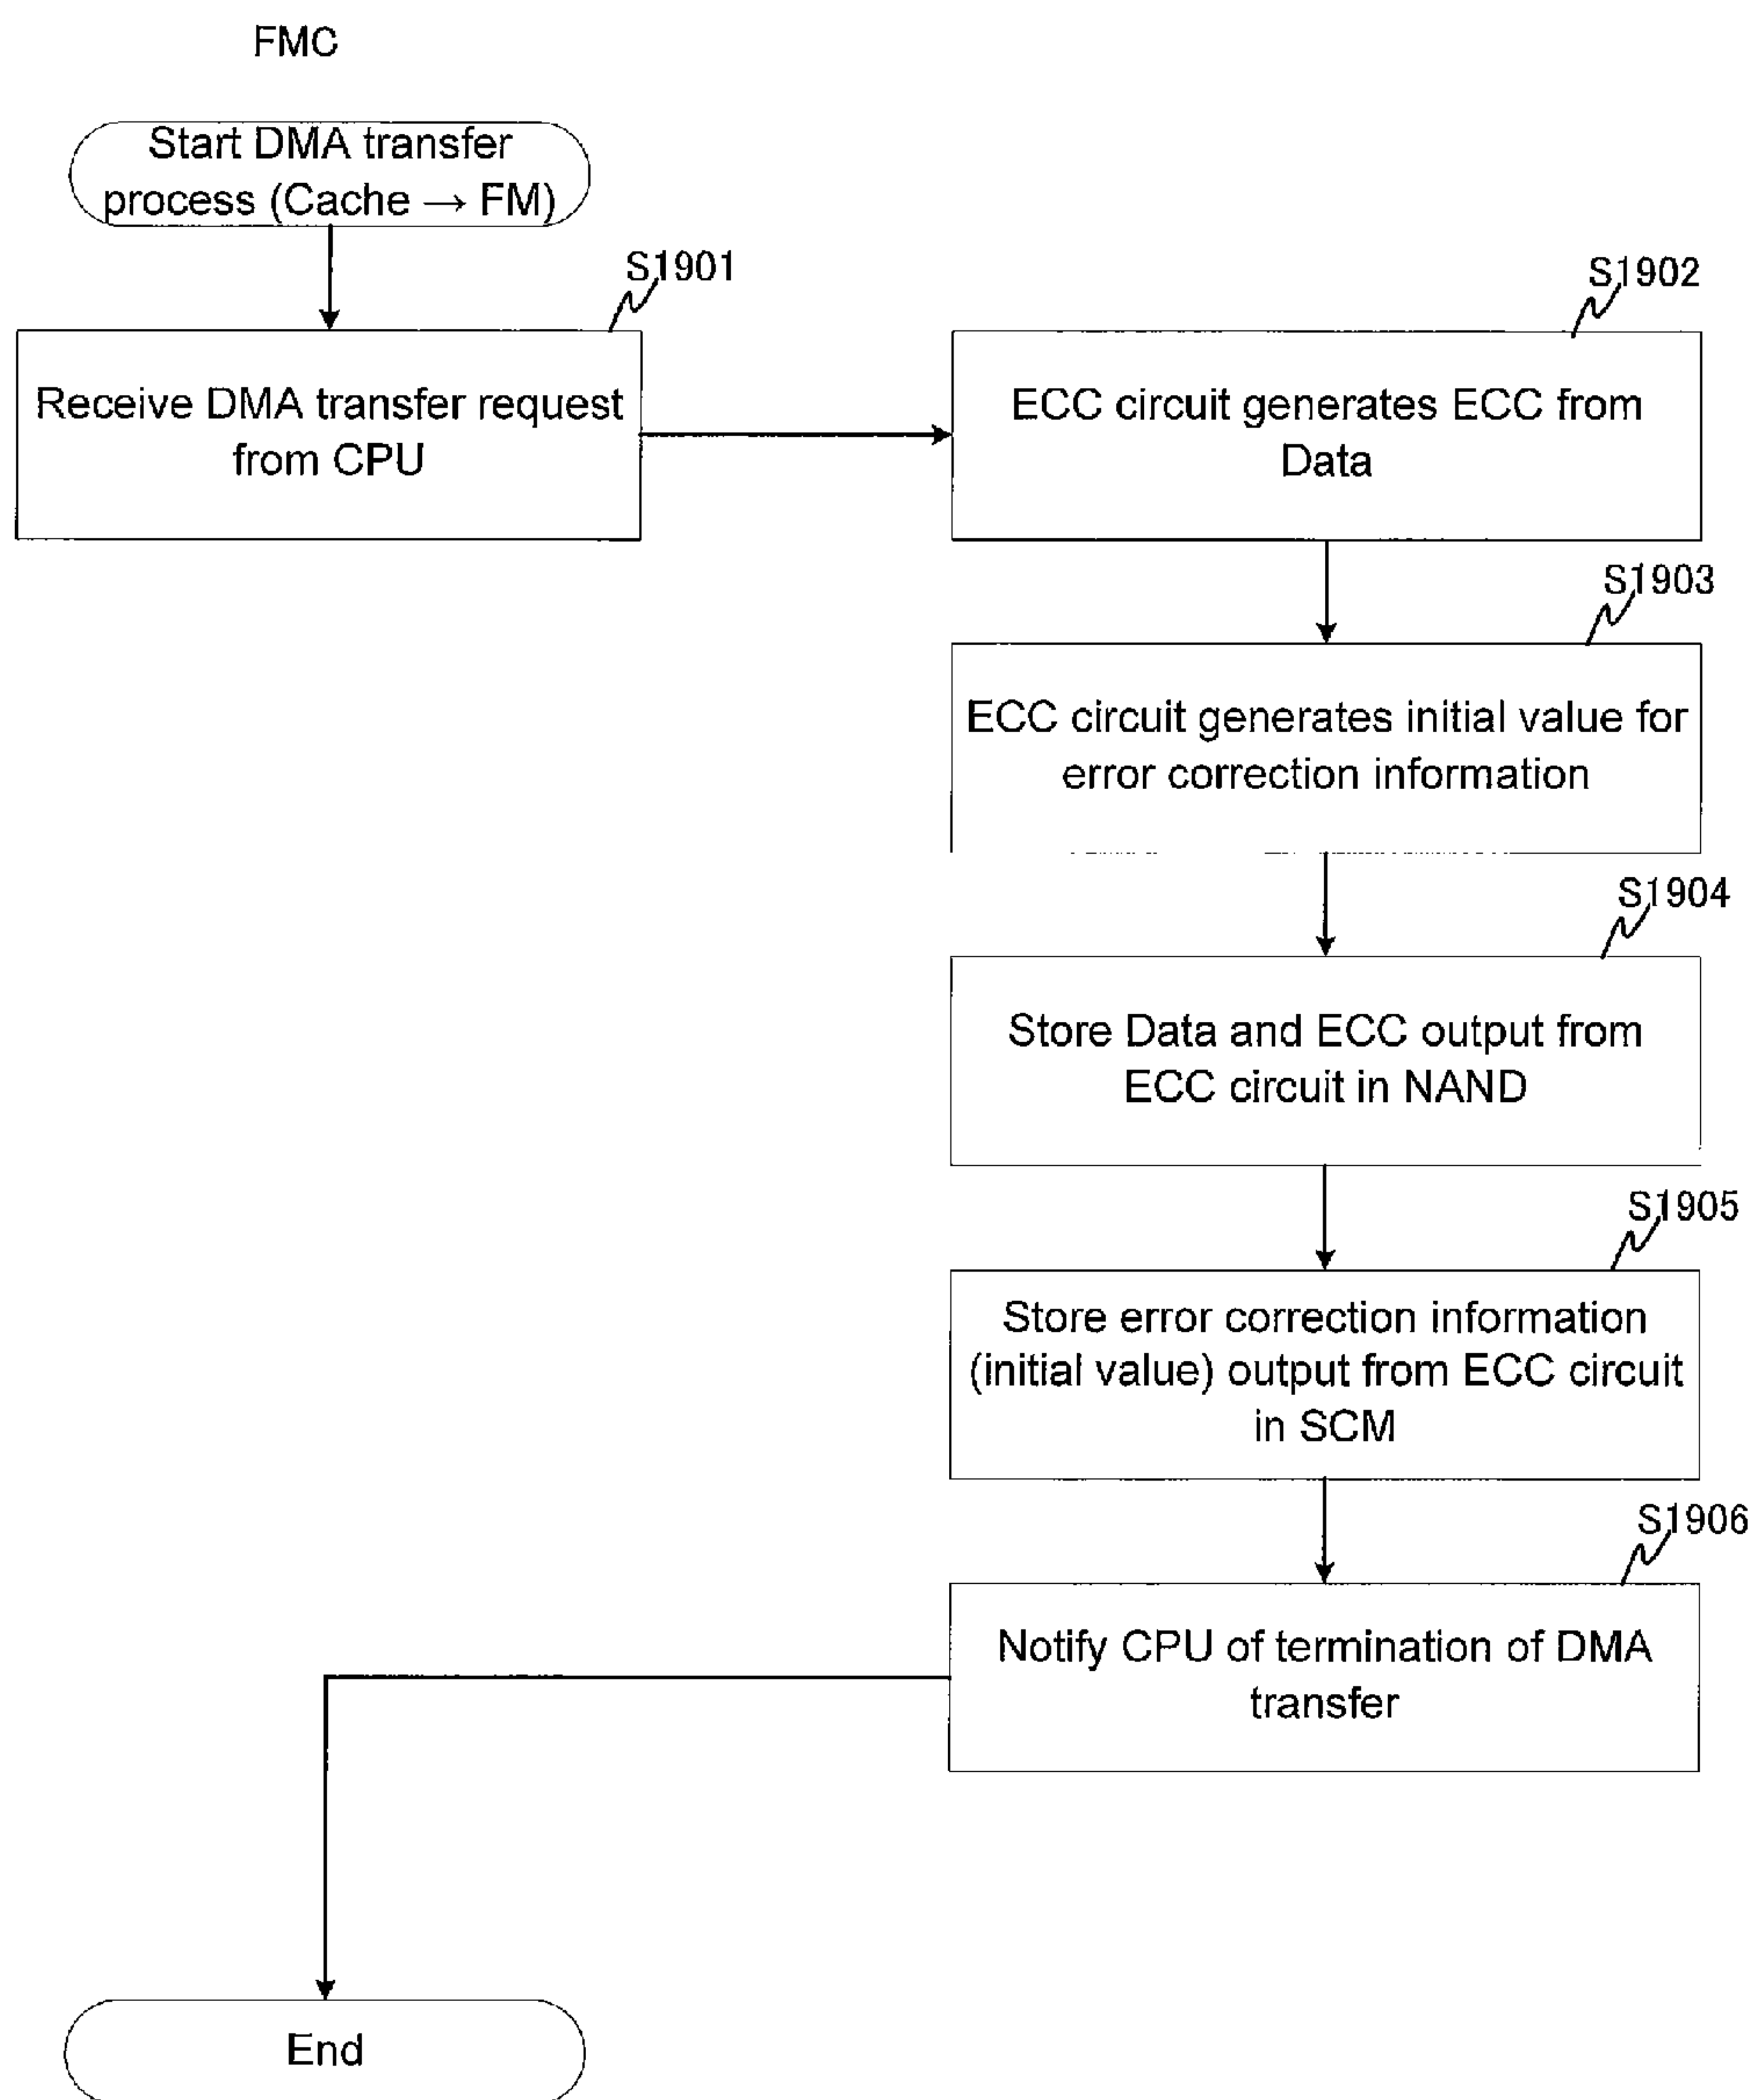 FMC
Start DMA transfer
process (Cache → FM)
S1901
Receive DMA transfer request
from CPU
S1902
ECC circuit generates ECC from
Data
S1903
ECC circuit generates initial value for
error correction information
S1904
Store Data and ECC output from
ECC circuit in NAND
S1905
Store error correction information
(initial value) output from ECC circuit
in SCM
S1906
Notify CPU of termination of DMA
transfer
End